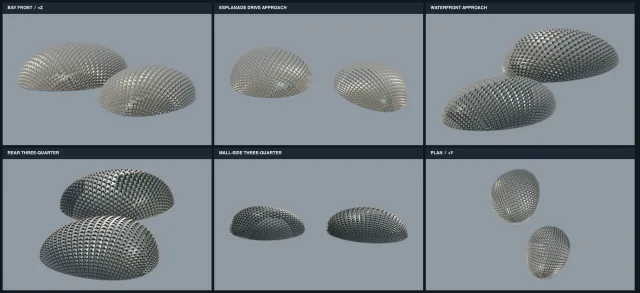 BAY FRONT / +Z
ESPLANADE DRIVE APPROACH
WATERFRONT APPROACH
REAR THREE-QUARTER
MALL-SIDE THREE-QUARTER
PLAN / +Y